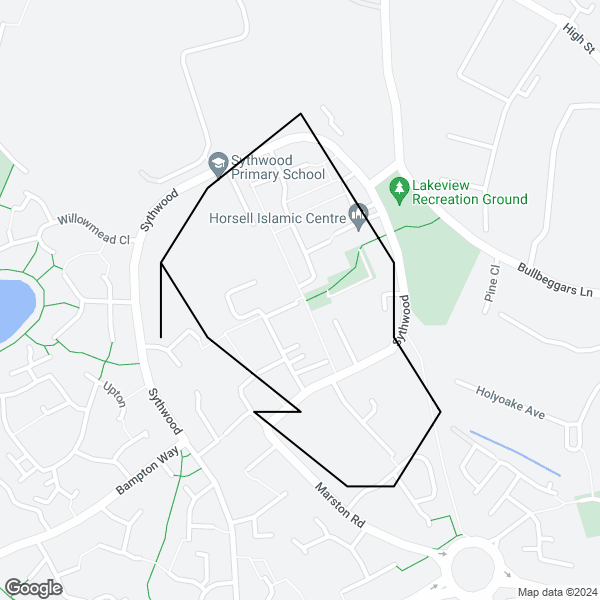 High St
Sythwood
Primary School
Lakeview
Recreation Ground
Sythwood
Horsell Islamic Centre
Willowmead Cl
Bullbeggars Ln
Pine Cl
Sythwood
Upton
Sythwood
Holyoake Ave
Bampton Way
Marston Rd
Google
Map data ©2024